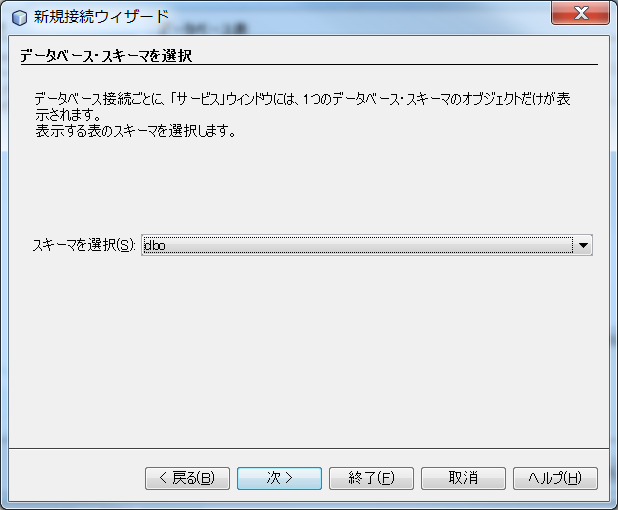 新規接続ウィザード
データベース・スキーマを選択
データベース接続ごとに、「サービス」ウィンドウには、1つのデータベース・スキーマのオブジェクトだけが表
示されます。
表示する表のスキーマを選択します。
スキーマを選択(S): dbo
< 戻る(B) 次 > 終了(F) 取消 ヘルプ(H)